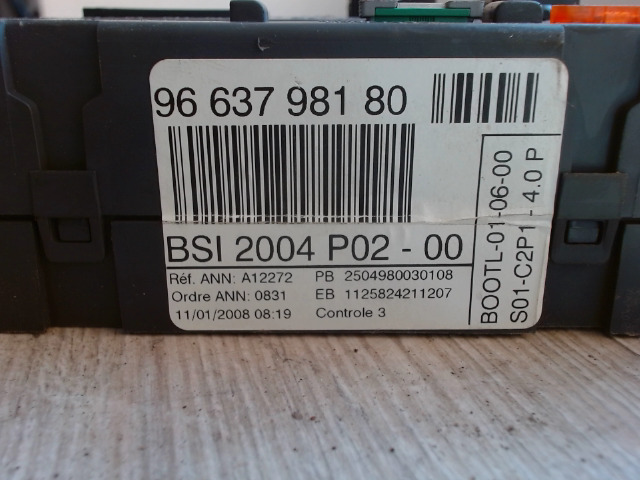 96 637 981 80
BSI 2004 P02 - 00
Réf. ANN: A12272 PB 2504980030108
Ordre ANN: 0831 EB 1125824211207
11/01/2008 08:19 Controle 3
BOOTL-01-06-00
S01-C2P1 - 4.0 P